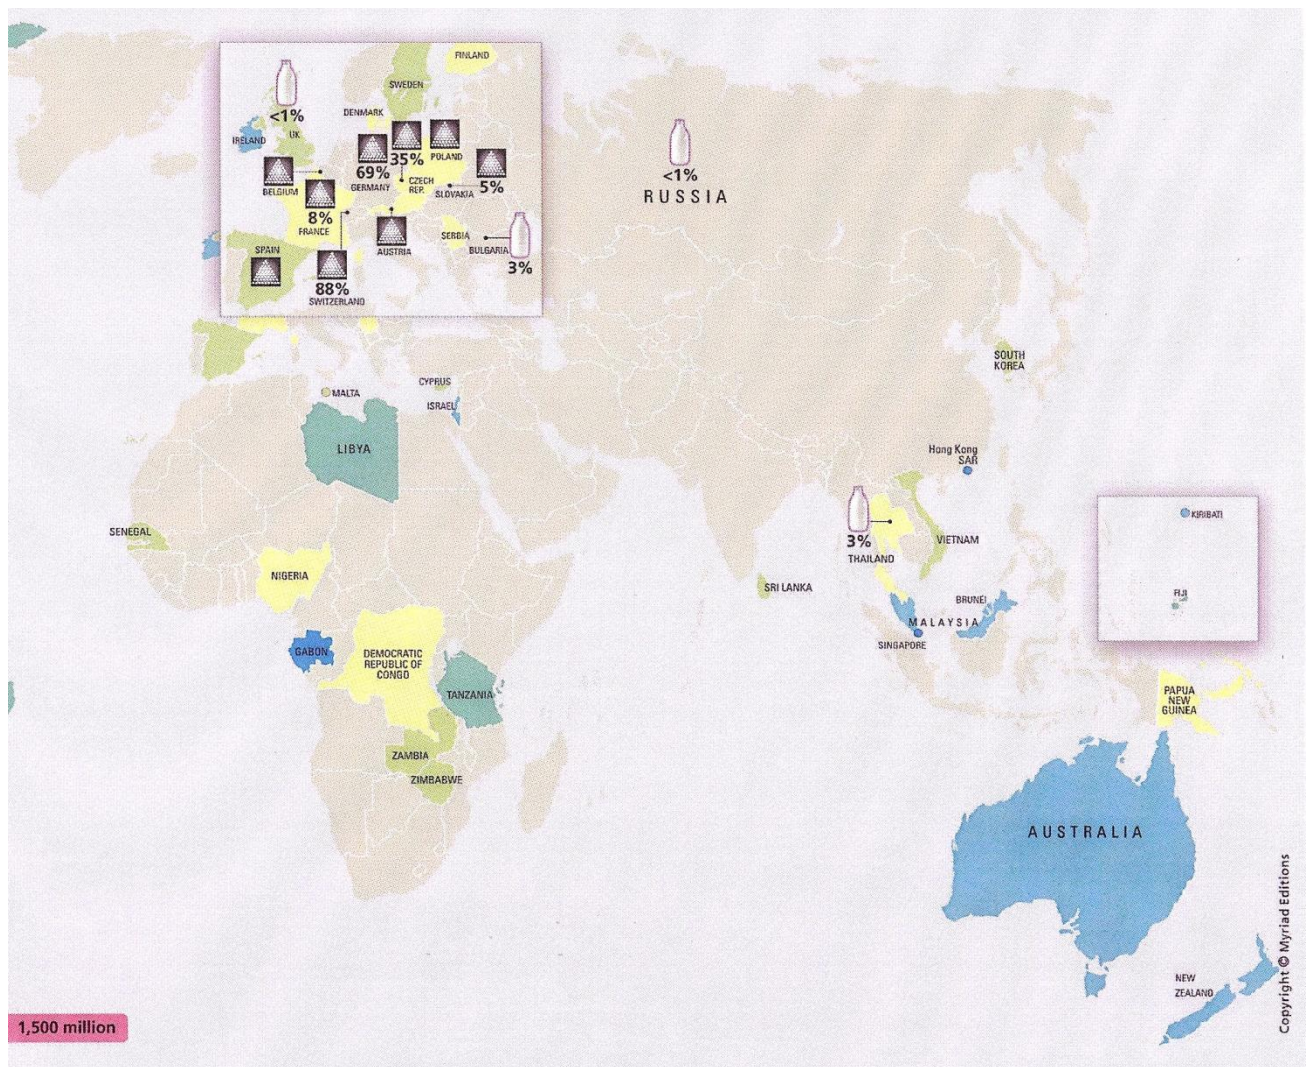 FINLAND
SWEDEN
<1%
DENMARK
IRELAND
UK
35%
POLAND
69%
GERMANY
CZECH
REP.
SLOVAKIA
5%
BELGIUM
8%
FRANCE
SERBIA
BULGARIA
3%
AUSTRIA
SPAIN
88%
SWITZERLAND
<1%
RUSSIA
SOUTH
KOREA
CYPRUS
MALTA
ISRAEL
LIBYA
Hong Kong
SAR
SENEGAL
3%
THAILAND
VIETNAM
KIRIBATI
NIGERIA
SRI LANKA
BRUNEI
FIJI
MALAYSIA
SINGAPORE
GABON
DEMOCRATIC
REPUBLIC OF
CONGO
TANZANIA
PAPUA
NEW
GUINEA
ZAMBIA
ZIMBABWE
AUSTRALIA
NEW
ZEALAND
Copyright © Myriad Editions
1,500 million